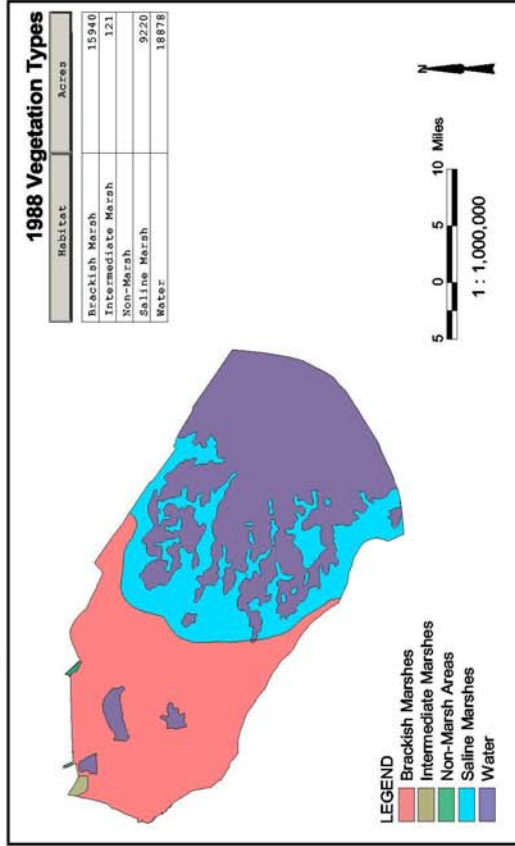 1988 Vegetation Types
Habitat Acres
Brackish Marsh 15940
Intermediate Marsh 121
Non-Marsh
Saline Marsh 9220
Water 18878
N
5 0 5 10 Miles
1 : 1,000,000
LEGEND
Brackish Marshes
Intermediate Marshes
Non-Marsh Areas
Saline Marshes
Water